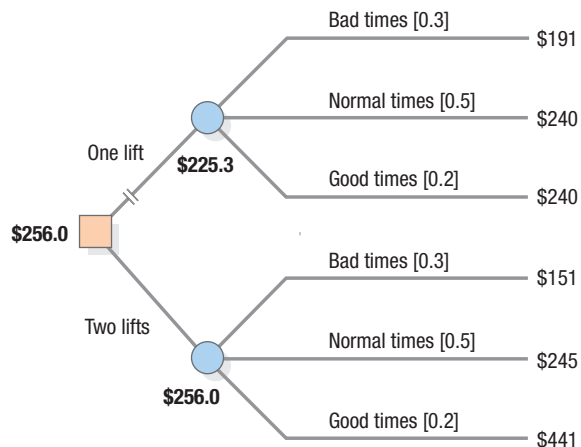 Bad times [0.3]
$191
Normal times [0.5]
$240
One lift
$225.3
Good times [0.2]
$240
$256.0
Bad times [0.3]
$151
Two lifts
Normal times [0.5]
$245
$256.0
Good times [0.2]
$441